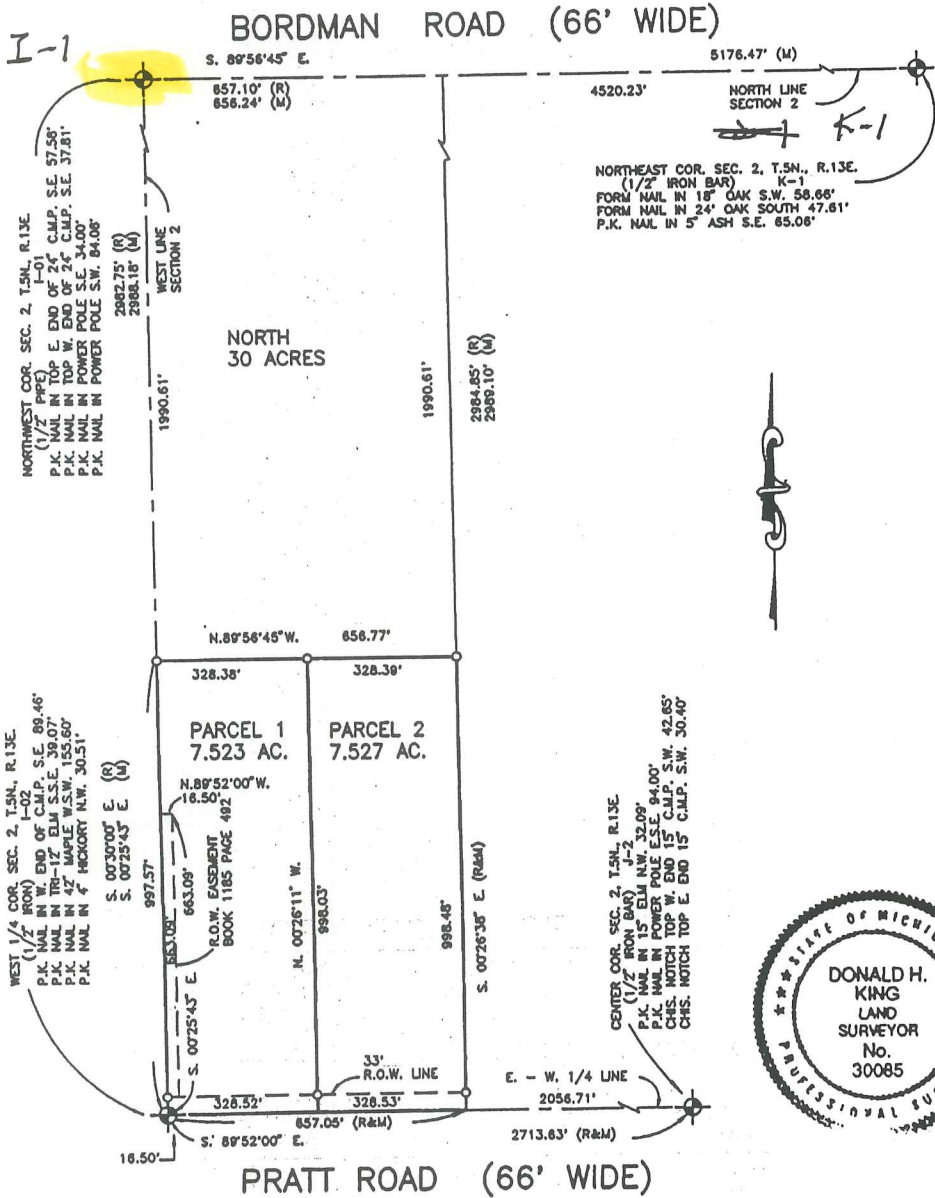 BORDMAN ROAD (66' WIDE)
I-1
S. 89°56'45" E.
657.10' (R)
656.24' (M)
4520.23'
5176.47' (M)
NORTH LINE
SECTION 2
K-1
NORTHEAST COR. SEC. 2, T.5N., R.13E.
(1/2" IRON BAR) K-1
FORM NAIL IN 18" OAK S.W. 58.66'
FORM NAIL IN 24' OAK SOUTH 47.61'
P.K. NAIL IN 5" ASH S.E. 65.06'
NORTHWEST COR. SEC. 2, T.5N., R.13E.
(1/2" PIPE) I-01
P.K. NAIL IN TOP E. END OF 24" C.M.P. S.E. 57.58'
P.K. NAIL IN TOP W. END OF 24" C.M.P. S.E. 37.81'
P.K. NAIL IN POWER POLE S.E. 34.00'
P.K. NAIL IN POWER POLE S.W. 84.06'
2982.75' (R)
2988.18' (M)
WEST LINE
SECTION 2
1990.61'
NORTH
30 ACRES
1990.61'
2984.85' (R)
2989.10' (M)
N.89°56'45"W. 656.77'
328.38'
328.39'
PARCEL 1
7.523 AC.
PARCEL 2
7.527 AC.
WEST 1/4 COR. SEC. 2, T.5N., R.13E.
(1/2" IRON) I-02
P.K. NAIL IN W. END OF C.M.P. S.E. 89.46'
P.K. NAIL IN TRI-12" ELM S.S.E. 39.07'
P.K. NAIL IN 42" MAPLE W.S.W. 155.60'
P.K. NAIL IN 4" HICKORY N.W. 30.51'
S. 00°30'00" E. (R)
S. 00°25'43" E. (M)
997.57'
N.89°52'00"W.
16.50'
663.09'
663.09'
R.O.W. EASEMENT
BOOK 1185 PAGE 492
S. 00°25'43" E.
N. 00°26'11" W.
998.03'
998.48'
S. 00°26'38" E. (R&M)
CENTER COR. SEC. 2, T.5N., R.13E.
(1/2" IRON BAR) J-2
P.K. NAIL IN 15" ELM N.W. 32.09'
P.K. NAIL IN POWER POLE E.S.E. 94.00'
CHIS. NOTCH TOP W. END 15" C.M.P. S.W. 42.65'
CHIS. NOTCH TOP E. END 15" C.M.P. S.W. 30.40'
STATE OF MICHIG
DONALD H.
KING
LAND
SURVEYOR
No.
30085
PROFESSIONAL SU
33'
R.O.W. LINE
328.52'
328.53'
657.05' (R&M)
E. - W. 1/4 LINE
2056.71'
2713.63' (R&M)
S. 89°52'00" E.
16.50'
PRATT ROAD (66' WIDE)